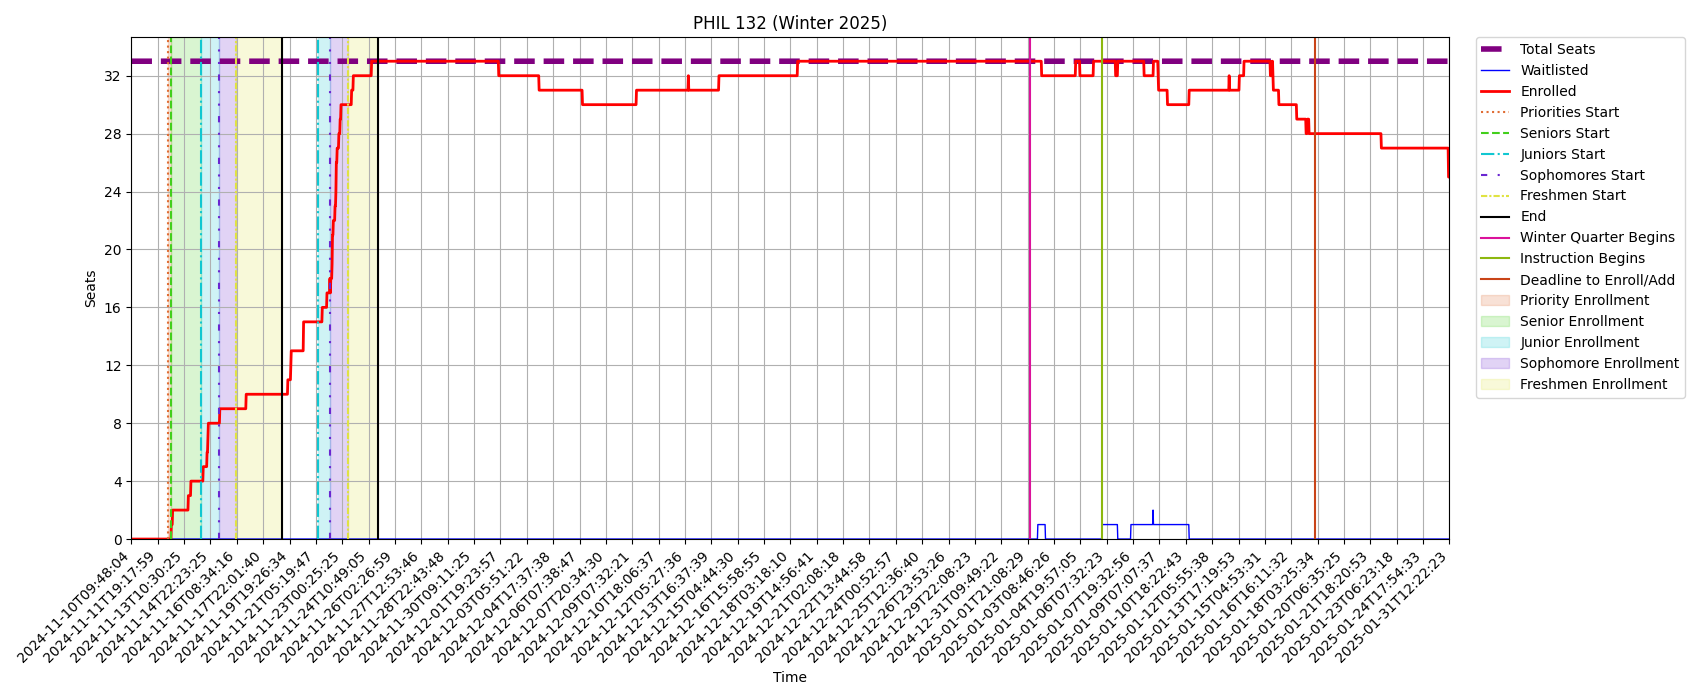 PHIL 132 (Winter 2025)
Seats
32
28
24
20
16
12
8
4
0
2024-11-10T09:48:04
2024-11-11T19:17:59
2024-11-13T10:30:25
2024-11-14T22:23:25
2024-11-16T08:34:16
2024-11-17T22:01:46
2024-11-19T19:26:34
2024-11-21T05:19:47
2024-11-23T00:25:25
2024-11-24T10:49:05
2024-11-26T02:26:59
2024-11-27T12:53:46
2024-11-28T22:43:48
2024-11-30T09:11:25
2024-12-01T19:23:57
2024-12-03T05:51:22
2024-12-04T17:37:38
2024-12-06T07:38:47
2024-12-07T20:34:30
2024-12-09T07:32:21
2024-12-10T18:06:37
2024-12-12T05:27:36
2024-12-13T16:37:39
2024-12-15T04:44:30
2024-12-16T15:58:55
2024-12-18T03:18:10
2024-12-19T14:56:41
2024-12-21T02:08:18
2024-12-22T13:44:58
2024-12-24T00:52:57
2024-12-25T12:36:40
2024-12-26T23:53:26
2024-12-29T22:08:23
2024-12-31T09:49:22
2025-01-01T21:08:29
2025-01-03T08:46:26
2025-01-04T19:57:05
2025-01-06T07:32:23
2025-01-07T19:32:56
2025-01-09T07:07:37
2025-01-10T18:22:43
2025-01-12T05:55:38
2025-01-13T17:19:53
2025-01-15T04:53:31
2025-01-16T16:11:32
2025-01-18T03:25:34
2025-01-20T06:35:25
2025-01-21T18:20:53
2025-01-23T06:23:18
2025-01-24T17:54:33
2025-01-31T12:22:23
Time
Total Seats
Waitlisted
Enrolled
Priorities Start
Seniors Start
Juniors Start
Sophomores Start
Freshmen Start
End
Winter Quarter Begins
Instruction Begins
Deadline to Enroll/Add
Priority Enrollment
Senior Enrollment
Junior Enrollment
Sophomore Enrollment
Freshmen Enrollment